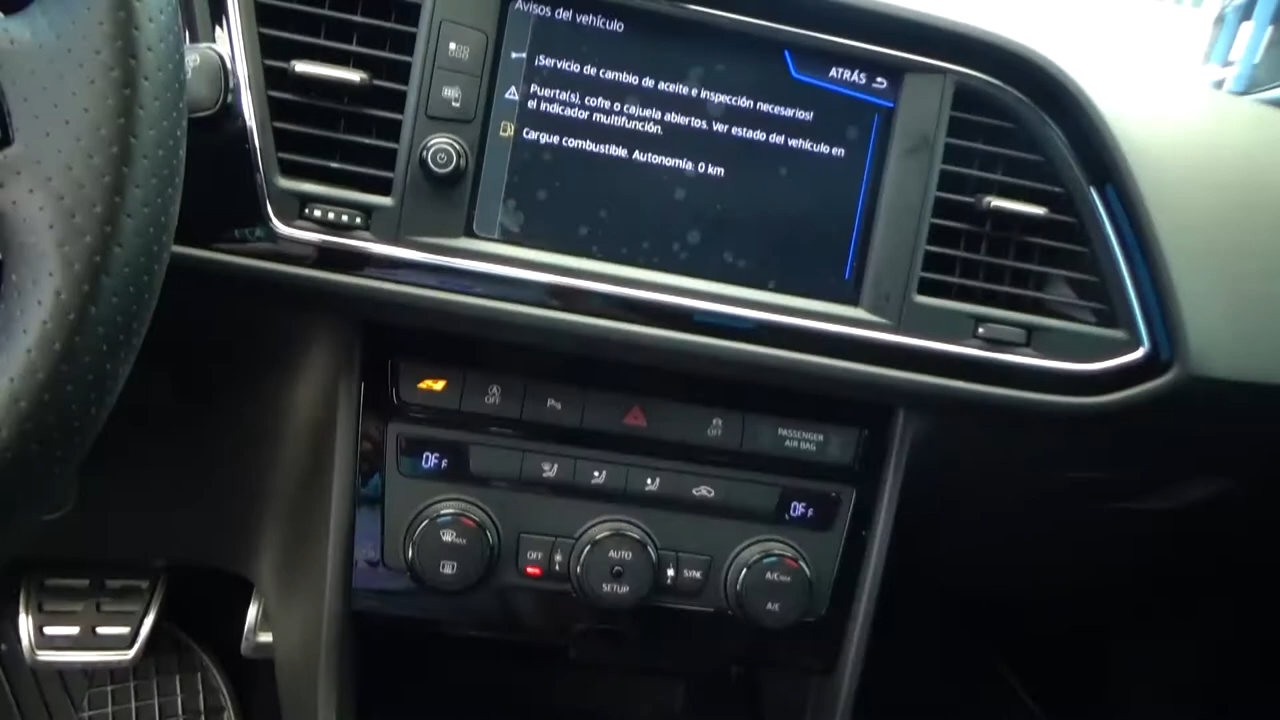 Avisos del vehículo
ATRÁS
¡Servicio de cambio de aceite e inspección necesarios!
Puerta(s), cofre o cajuela abiertos. Ver estado del vehículo en
el indicador multifunción.
Cargue combustible. Autonomía: 0 km
OFF
P
OFF
PASSENGER
AIR BAG
OFF
OFF
MAX
OFF
AUTO
SETUP
SYNC
A/C MAX
A/C